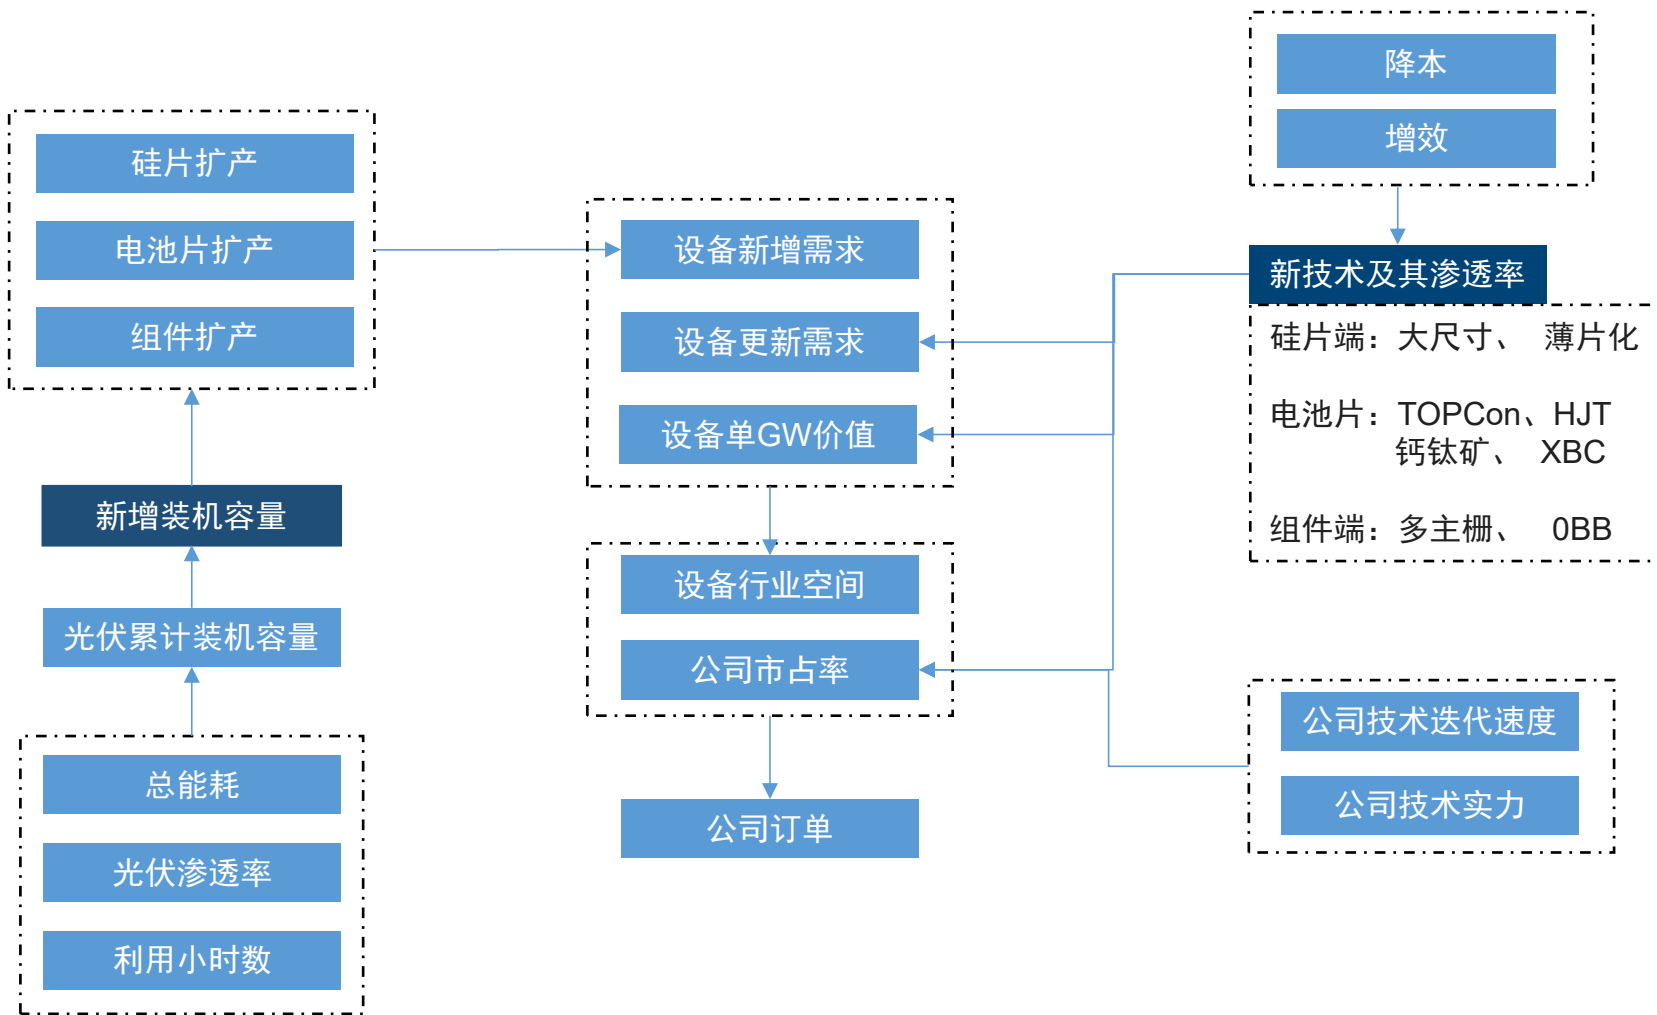 硅片扩产
电池片扩产
组件扩产
新增装机容量
光伏累计装机容量
总能耗
光伏渗透率
利用小时数
设备新增需求
设备更新需求
设备单GW价值
设备行业空间
公司市占率
公司订单
降本
增效
新技术及其渗透率
硅片端：大尺寸、 薄片化
电池片：TOPCon、HJT
钙钛矿、 XBC
组件端：多主栅、 0BB
公司技术迭代速度
公司技术实力